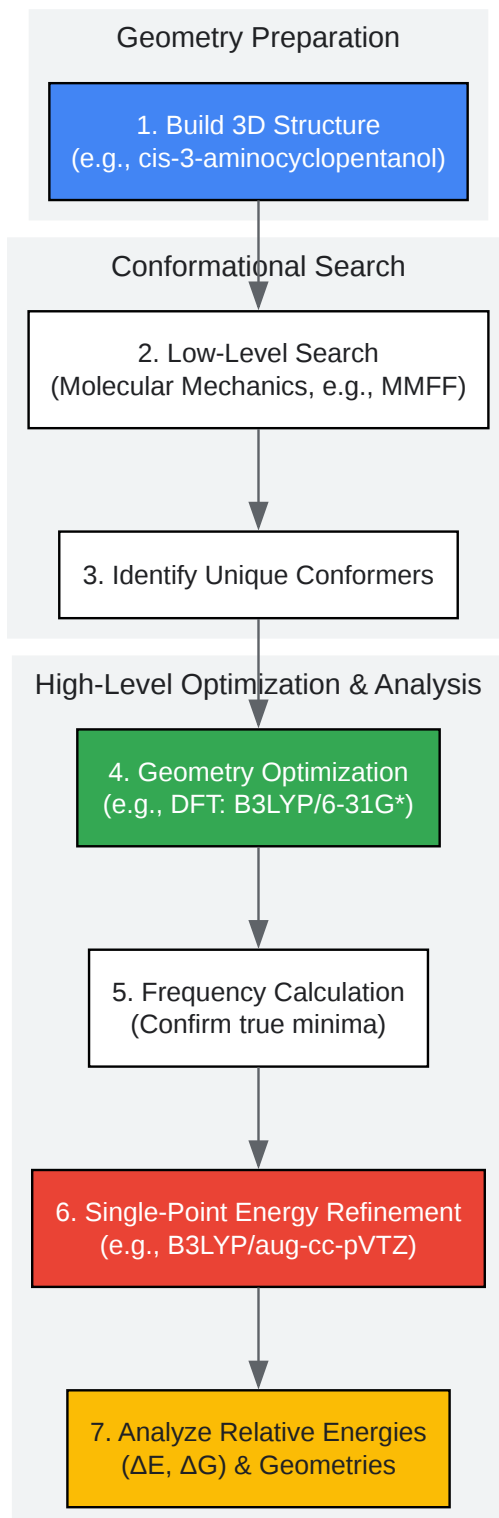 Geometry Preparation
1. Build 3D Structure
(e.g., cis-3-aminocyclopentanol)
Conformational Search
2. Low-Level Search
(Molecular Mechanics, e.g., MMFF)
3. Identify Unique Conformers
High-Level Optimization & Analysis
4. Geometry Optimization
(e.g., DFT: B3LYP/6-31G*)
5. Frequency Calculation
(Confirm true minima)
6. Single-Point Energy Refinement
(e.g., B3LYP/aug-cc-pVTZ)
7. Analyze Relative Energies
(ΔE, ΔG) & Geometries